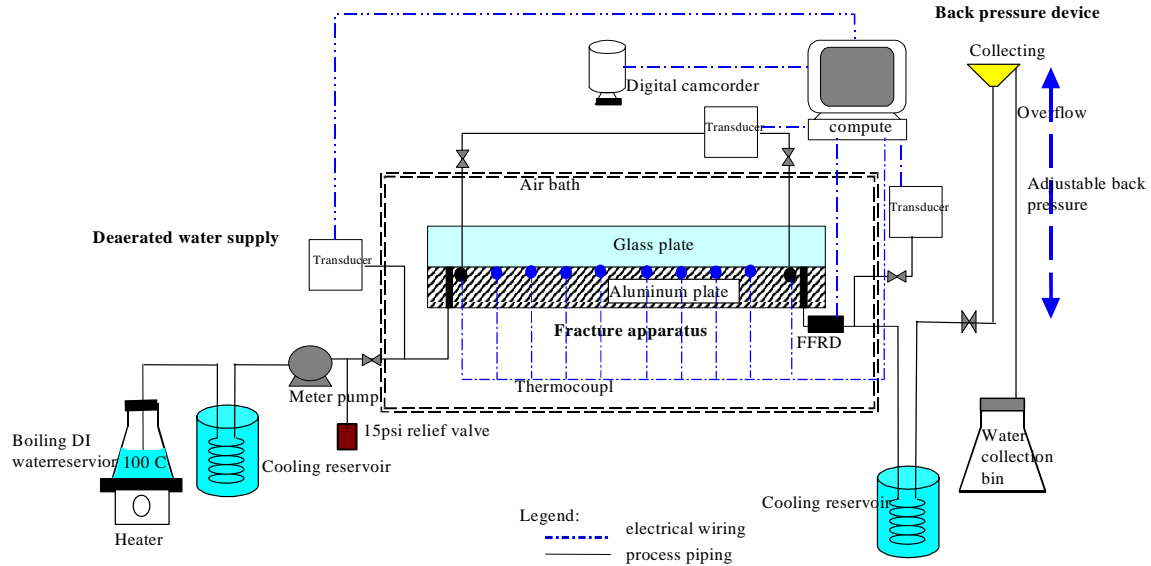 Back pressure device
Collecting
Digital camcorder
Transducer
compute
Overflow
Air bath
Adjustable back
pressure
Transducer
Deaerated water supply
Transducer
Glass plate
Aluminum plate
Fracture apparatus
FFRD
Thermocoupl
Meter pump
15psi relief valve
Boiling DI
waterreservior
100 C
Cooling reservoir
Water
collection
bin
Cooling reservoir
Heater
Legend:
electrical wiring
process piping